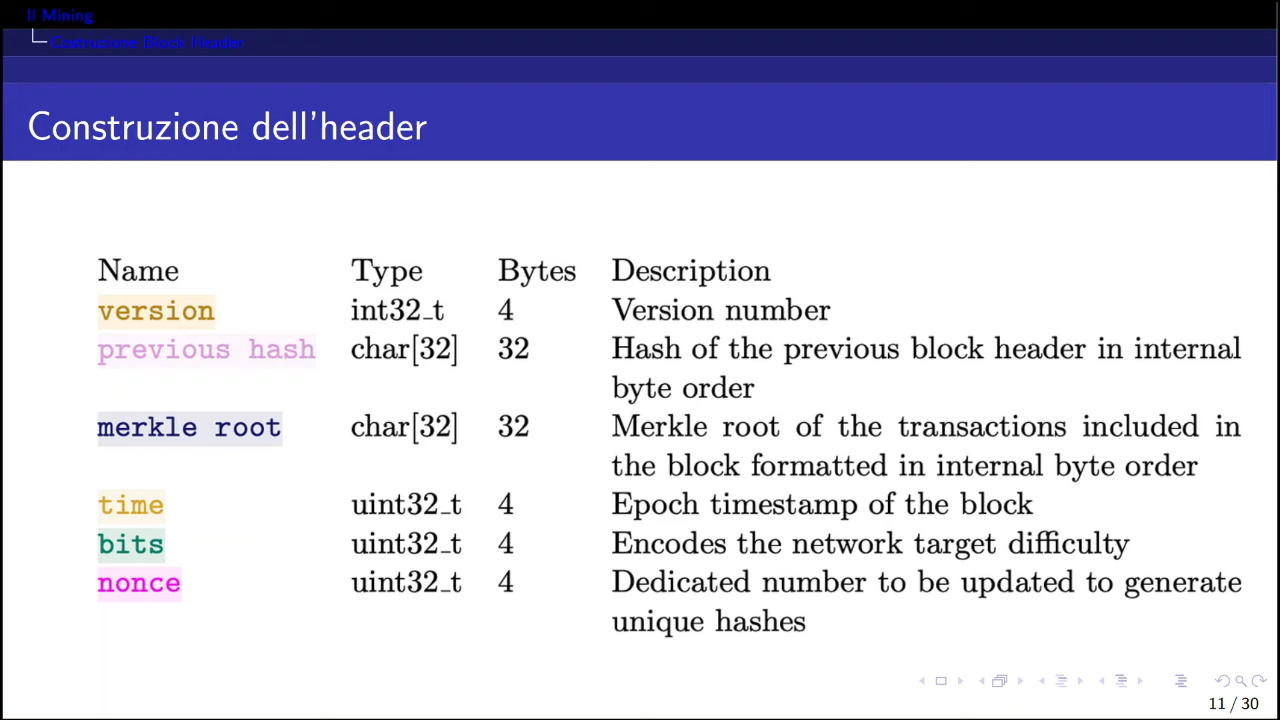 Il Mining
Costruzione Block Header
Construzione dell'header
Name Type Bytes Description
version int32_t 4 Version number
previous hash char[32] 32 Hash of the previous block header in internal
byte order
merkle root char[32] 32 Merkle root of the transactions included in
the block formatted in internal byte order
time uint32_t 4 Epoch timestamp of the block
bits uint32_t 4 Encodes the network target difficulty
nonce uint32_t 4 Dedicated number to be updated to generate
unique hashes
11 / 30